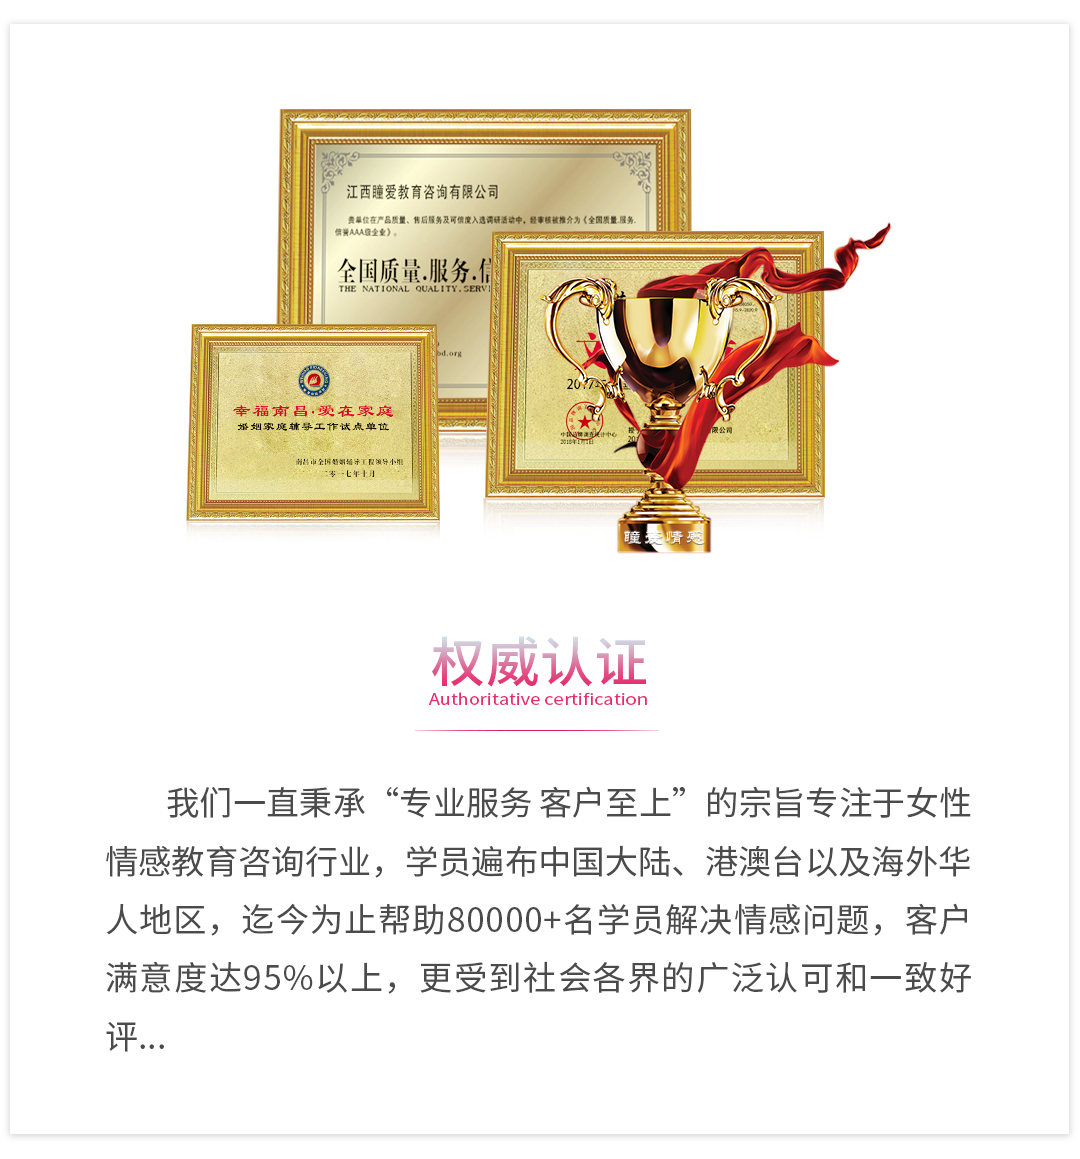 江西瞳爱教育咨询有限公司
贵单位在产品质量、售后服务及可信度入选调研活动中。经审核被推介为《全国质量.服务.
信誉AAA级企业》。
全国质量.服务.信
THE NATIONAL QUALITY.SERVI
bd.org
幸福南昌·爱在家庭
婚姻家庭辅导工作试点单位
南昌市全国婚姻辅导工程领导小组
二零一七年十月
2017-
2018年1月1日
限公司
瞳爱情感
权威认证
Authoritative certification
我们一直秉承“专业服务 客户至上”的宗旨专注于女性
情感教育咨询行业，学员遍布中国大陆、港澳台以及海外华
人地区，迄今为止帮助80000+名学员解决情感问题，客户
满意度达95%以上，更受到社会各界的广泛认可和一致好
评...